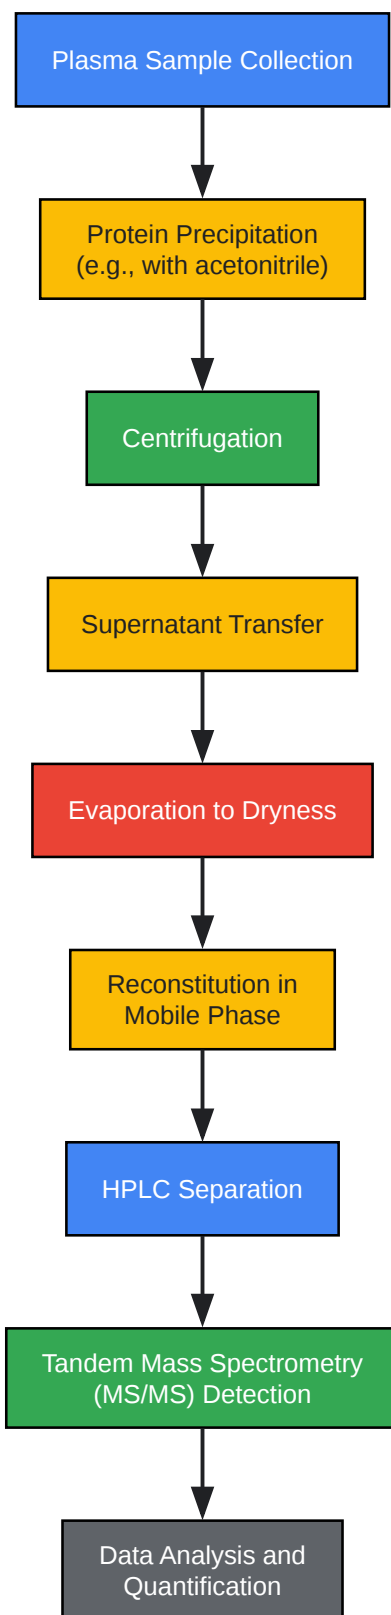 Plasma Sample Collection
Protein Precipitation
(e.g., with acetonitrile)
Centrifugation
Supernatant Transfer
Evaporation to Dryness
Reconstitution in
Mobile Phase
HPLC Separation
Tandem Mass Spectrometry
(MS/MS) Detection
Data Analysis and
Quantification